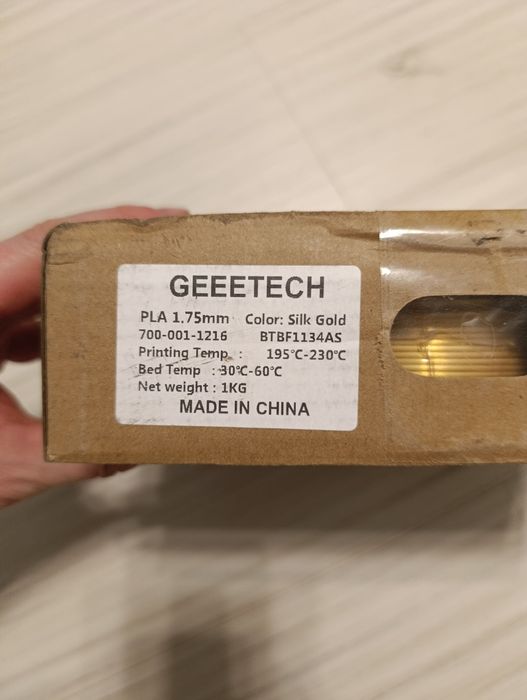 GEEETECH
PLA 1.75mm Color: Silk Gold
700-001-1216 BTBF1134AS
Printing Temp : 195℃-230℃
Bed Temp : 30℃-60℃
Net weight : 1KG
MADE IN CHINA